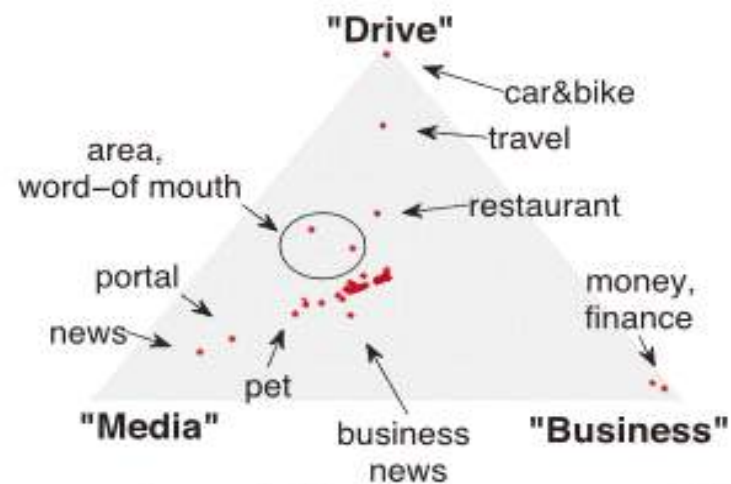 "Drive"
car&bike
travel
area,
word–of mouth
restaurant
portal
money,
finance
news
pet
"Media"
business
news
"Business"